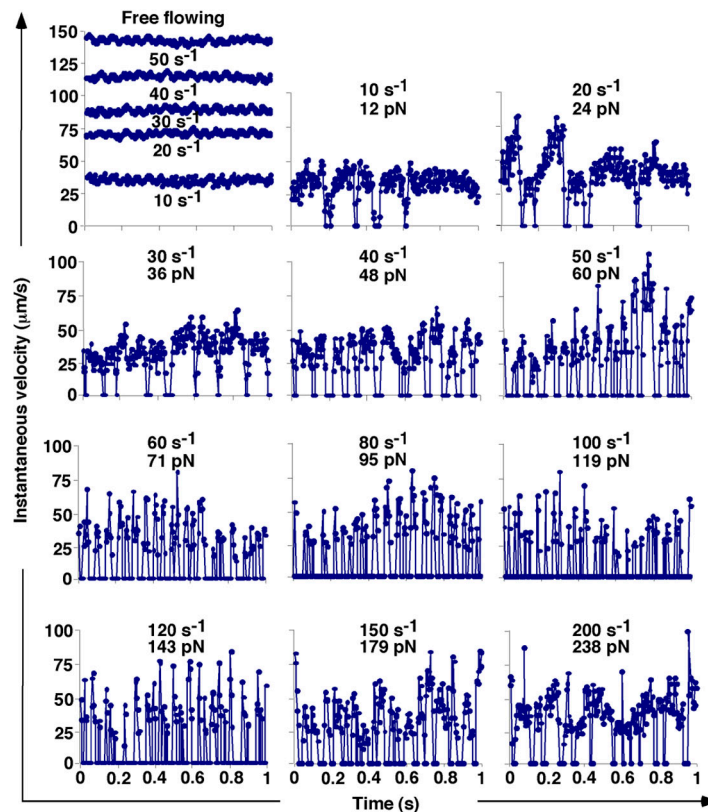 Free flowing
150
125
100
75
50
25
0
50 s-1
40 s-1
30 s-1
20 s-1
10 s-1
10 s-1
12 pN
20 s-1
24 pN
Instantaneous velocity (μm/s)
100
75
50
25
0
30 s-1
36 pN
40 s-1
48 pN
50 s-1
60 pN
100
75
50
25
0
60 s-1
71 pN
80 s-1
95 pN
100 s-1
119 pN
100
75
50
25
0
120 s-1
143 pN
150 s-1
179 pN
200 s-1
238 pN
0 0.2 0.4 0.6 0.8 1
0 0.2 0.4 0.6 0.8 1
0 0.2 0.4 0.6 0.8 1
Time (s)